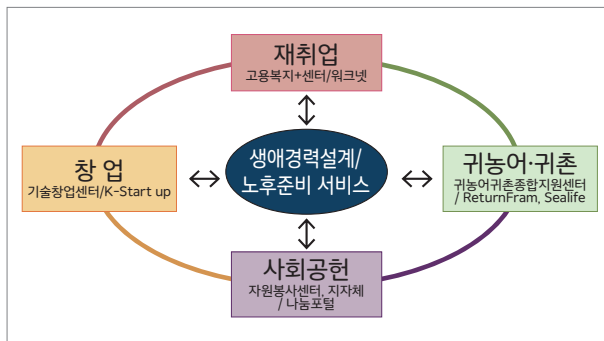 재취업
고용복지+센터/워크넷
창 업
기술창업센터/K-Start up
생애경력설계/
노후준비 서비스
귀농어·귀촌
귀농어귀촌종합지원센터
/ ReturnFram, Sealife
사회공헌
자원봉사센터, 지자체
/ 나눔포털